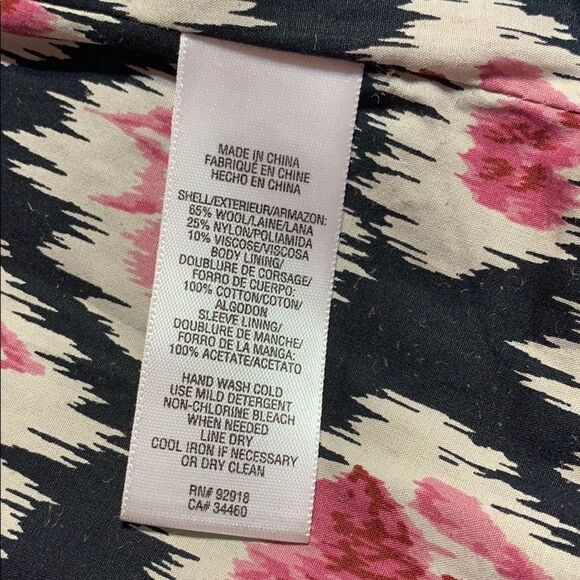 MADE IN CHINA
FABRIQUÉ EN CHINE
HECHO EN CHINA
SHELL/EXTERIEUR/ARMAZON:
65% WOOL/LAINE/LANA
25% NYLON/POLIAMIDA
10% VISCOSE/VISCOSA
BODY LINING/
DOUBLURE DE CORSAGE/
FORRO DE CUERPO:
100% COTTON/COTON/
ALGODON
SLEEVE LINING/
DOUBLURE DE MANCHE/
FORRO DE LA MANGA:
100% ACETATE/ACETATO
HAND WASH COLD
USE MILD DETERGENT
NON-CHLORINE BLEACH
WHEN NEEDED
LINE DRY
COOL IRON IF NECESSARY
OR DRY CLEAN
RN# 92918
CA# 34460